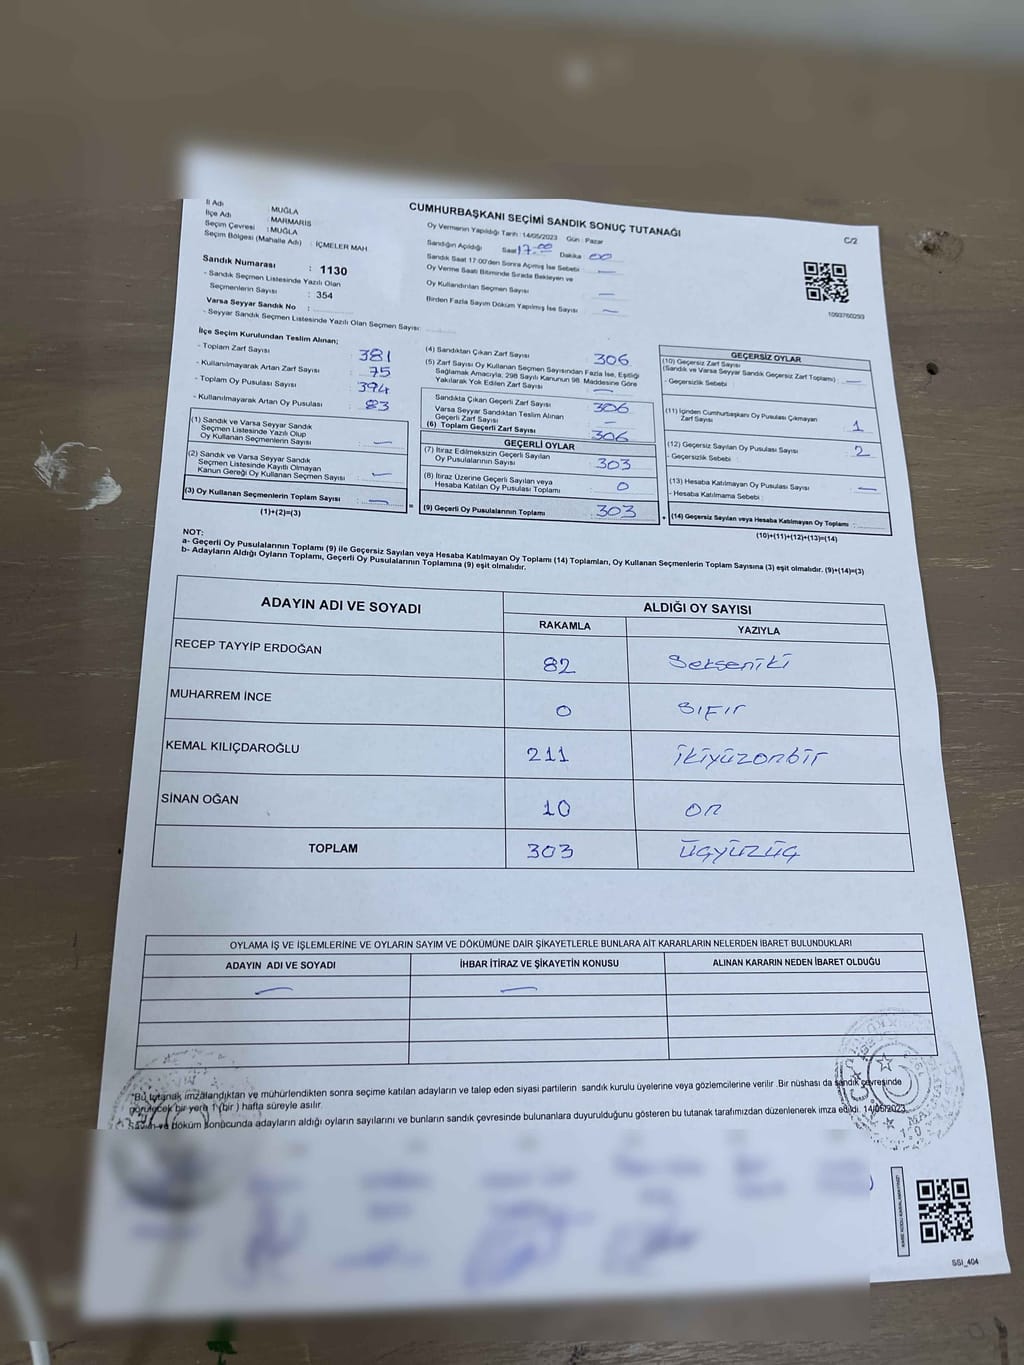 İl Adı : MUĞLA
İlçe Adı : MARMARİS
Seçim Çevresi : MUĞLA
Seçim Bölgesi (Mahalle Adı) : İÇMELER MAH
Sandık Numarası : 1130
- Sandık Seçmen Listesinde Yazılı Olan
Seçmenlerin Sayısı : 354
Varsa Seyyar Sandık No :
- Seyyar Sandık Seçmen Listesinde Yazılı Olan Seçmen Sayısı:
CUMHURBAŞKANI SEÇİMİ SANDIK SONUÇ TUTANAĞI
Oy Vermenin Yapıldığı Tarih : 14/05/2023 Gün : Pazar
Sandığın Açıldığı Saat 17:00 Dakika 00
Sandık Saat 17:00'den Sonra Açımış İse Sebebi —
Oy Verme Saati Bitiminde Sırada Bekleyen ve
Oy Kullandırılan Seçmen Sayısı —
Birden Fazla Sayım Döküm Yapılmış İse Sayısı —
C/2
1093760293
İlçe Seçim Kurulundan Teslim Alınan;
- Toplam Zarf Sayısı : 381
- Kullanılmayarak Artan Zarf Sayısı : 75
- Toplam Oy Pusulası Sayısı : 394
- Kullanılmayarak Artan Oy Pusulası : 83
(1) Sandık ve Varsa Seyyar Sandık
Seçmen Listesinde Yazılı Olup
Oy Kullanan Seçmenlerin Sayısı : —
(2) Sandık ve Varsa Seyyar Sandık
Seçmen Listesinde Kayıtlı Olmayan
Kanun Gereği Oy Kullanan Seçmen Sayısı : —
(3) Oy Kullanan Seçmenlerin Toplam Sayısı : —
(1)+(2)=(3)
=
(4) Sandıktan Çıkan Zarf Sayısı : 306
(5) Zarf Sayısı Oy Kullanan Seçmen Sayısından Fazla İse, Eşitliği
Sağlamak Amacıyla, 298 Sayılı Kanunun 98. Maddesine Göre
Yakılarak Yok Edilen Zarf Sayısı : —
Sandıkta Çıkan Geçerli Zarf Sayısı : 306
Varsa Seyyar Sandıktan Teslim Alınan
Geçerli Zarf Sayısı : —
(6) Toplam Geçerli Zarf Sayısı : 306
GEÇERLİ OYLAR
(7) İtiraz Edilmeksizin Geçerli Sayılan
Oy Pusulalarının Sayısı : 303
(8) İtiraz Üzerine Geçerli Sayılan veya
Hesaba Katılan Oy Pusulası Toplamı : 0
(9) Geçerli Oy Pusulalarının Toplamı : 303
+
GEÇERSİZ OYLAR
(10) Geçersiz Zarf Sayısı
(Sandık ve Varsa Seyyar Sandık Geçersiz Zarf Toplamı) : —
- Geçersizlik Sebebi :
(11) İçinden Cumhurbaşkanı Oy Pusulası Çıkmayan
Zarf Sayısı : 1
(12) Geçersiz Sayılan Oy Pusulası Sayısı : 2
- Geçersizlik Sebebi :
(13) Hesaba Katılmayan Oy Pusulası Sayısı : —
- Hesaba Katılmama Sebebi :
(14) Geçersiz Sayılan veya Hesaba Katılmayan Oy Toplamı :
(10)+(11)+(12)+(13)=(14)
NOT:
a- Geçerli Oy Pusulalarının Toplamı (9) ile Geçersiz Sayılan veya Hesaba Katılmayan Oy Toplamı (14) Toplamları, Oy Kullanan Seçmenlerin Toplam Sayısına (3) eşit olmalıdır. (9)+(14)=(3)
b- Adayların Aldığı Oyların Toplamı, Geçerli Oy Pusulalarının Toplamına (9) eşit olmalıdır.
ADAYIN ADI VE SOYADI
ALDIĞI OY SAYISI
RAKAMLA YAZIYLA
RECEP TAYYİP ERDOĞAN 82 Seksениki
MUHARREM İNCE 0 SIFIr
KEMAL KILIÇDAROĞLU 211 ikiyüzonbir
SİNAN OĞAN 10 on
TOPLAM 303 üçyüzüç
OYLAMA İŞ VE İŞLEMLERİNE VE OYLARIN SAYIM VE DÖKÜMÜNE DAİR ŞİKAYETLERLE BUNLARA AİT KARARLARIN NELERDEN İBARET BULUNDUKLARI
ADAYIN ADI VE SOYADI İHBAR İTİRAZ VE ŞİKAYETİN KONUSU ALINAN KARARIN NEDEN İBARET OLDUĞU
— —
"Bu tutanak imzalandıktan ve mühürlendikten sonra seçime katılan adayların ve talep eden siyasi partilerin sandık kurulu üyelerine veya gözlemcilerine verilir .Bir nüshası da sandık çevresinde
görülecek bir yere 1 (bir ) hafta süreyle asılır.
Sayım ve döküm sonucunda adayların aldığı oyların sayılarını ve bunların sandık çevresinde bulunanlara duyurulduğunu gösteren bu tutanak tarafımızdan düzenlenerek imza edildi. 14/05/2023
SSI_404